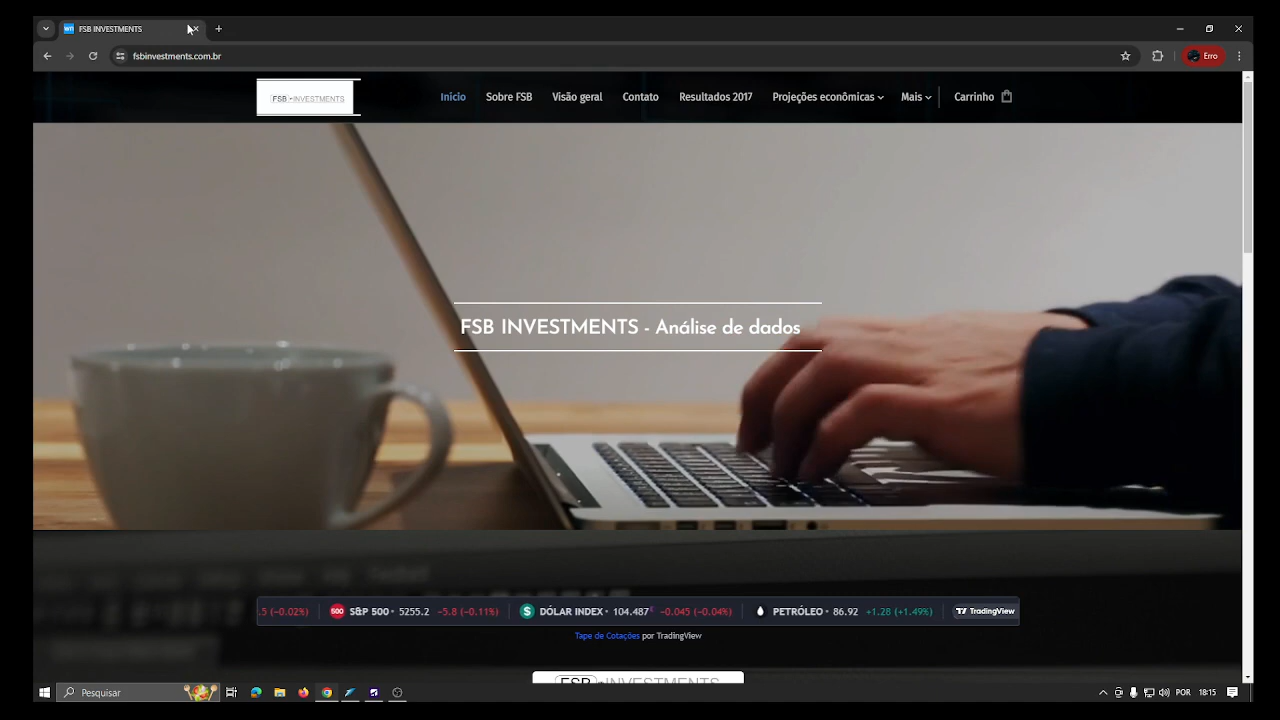 FSB INVESTMENTS
fsbinvestments.com.br
Erro
FSB INVESTMENTS
Início
Sobre FSB
Visão geral
Contato
Resultados 2017
Projeções econômicas
Mais
Carrinho
FSB INVESTMENTS - Análise de dados
.5 (−0.02%)
500 S&P 500 • 5255.2 −5.8 (−0.11%)
DÓLAR INDEX • 104.487 −0.045 (−0.04%)
PETRÓLEO • 86.92 +1.28 (+1.49%)
TradingView
Tape de Cotações por TradingView
FSB INVESTMENTS
Pesquisar
POR
18:15